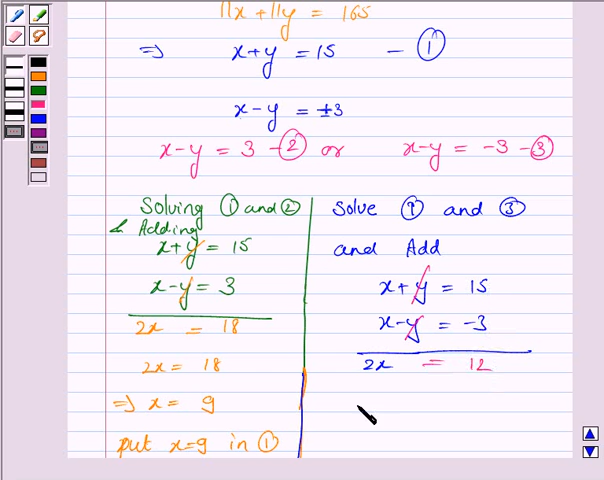 11x + 11y = 165
⇒ x+y = 15 — ①
x-y = ±3
x-y = 3 - ② or x-y = -3 - ③
Solving ① and ②
& Adding
x+y = 15
x-y = 3
2x = 18
2x = 18
⇒ x = 9
put x=9 in ①
Solve ① and ③
and Add
x+y = 15
x-y = -3
2x = 12